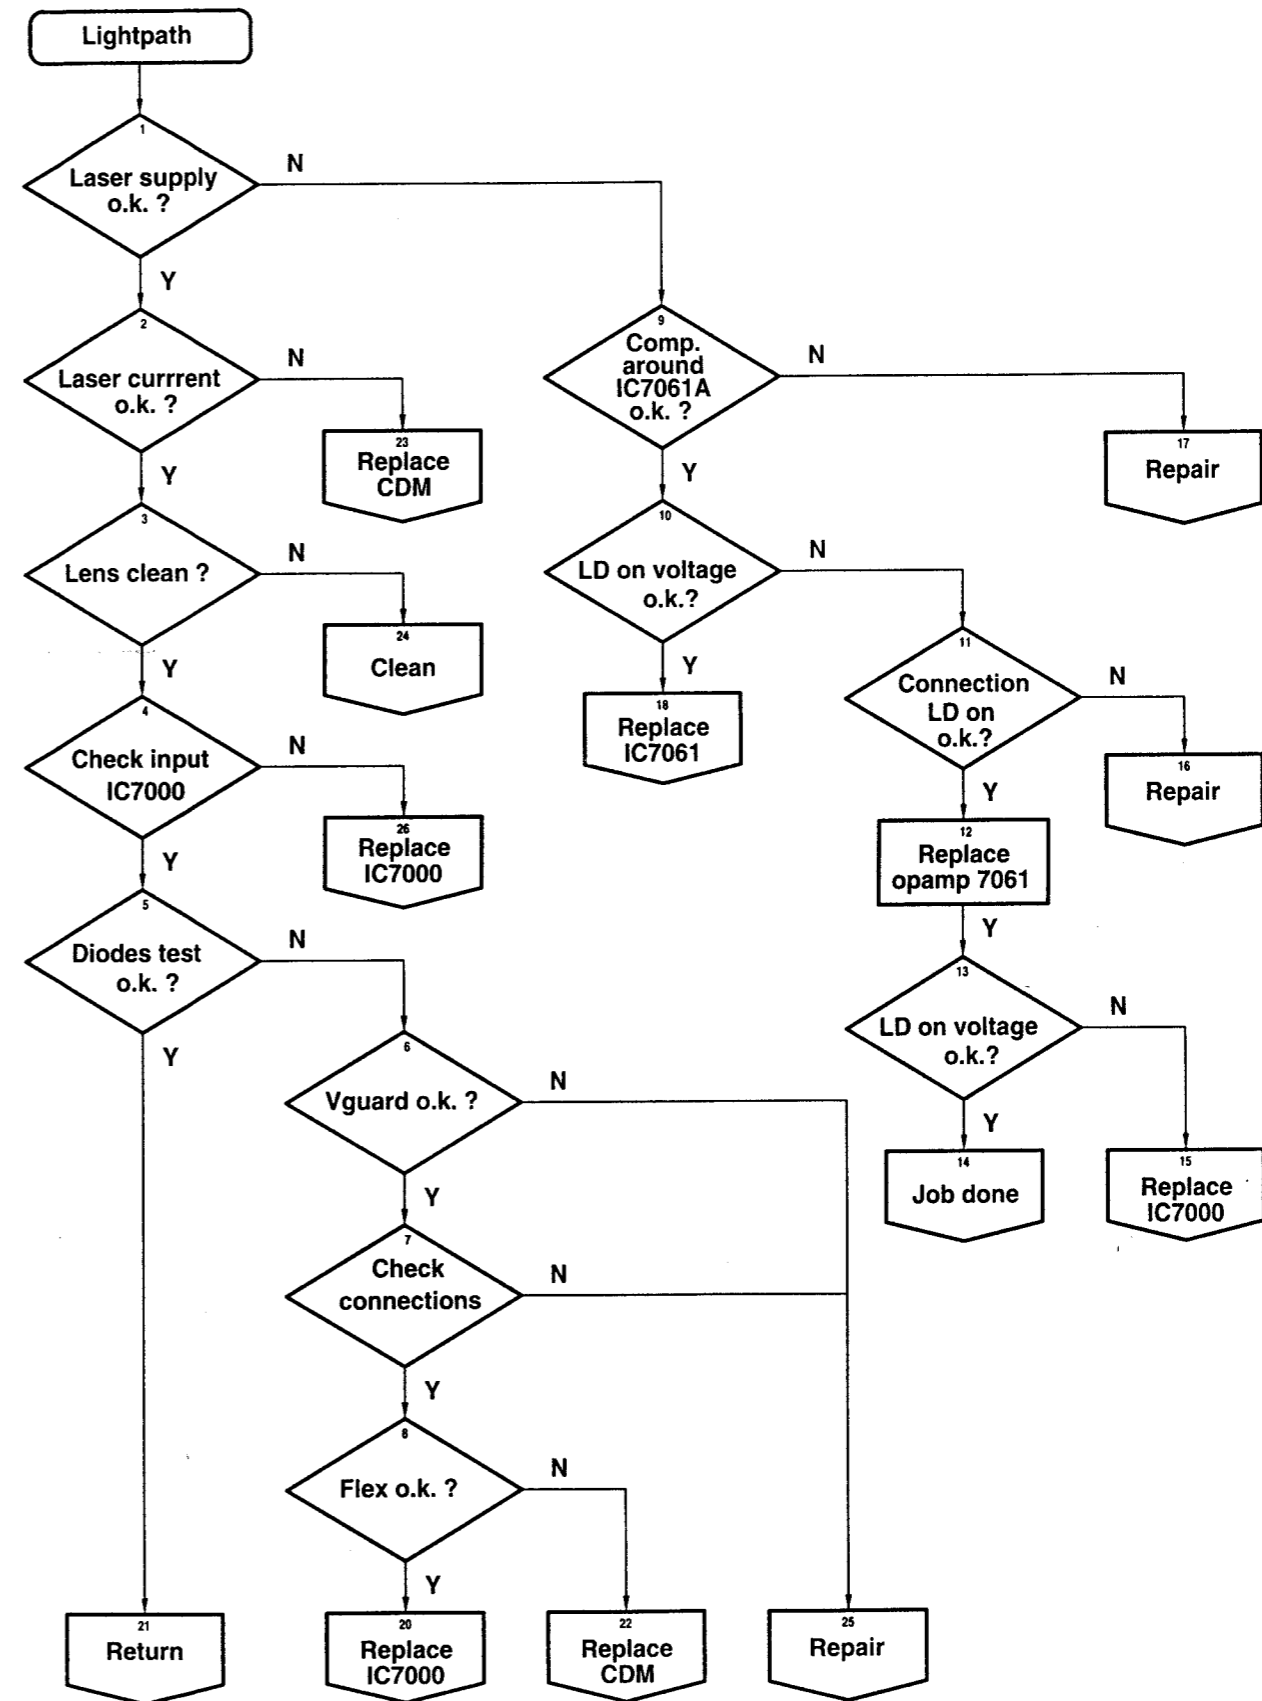 Lightpath
1
Laser supply
o.k. ?
N
Y
2
Laser currrent
o.k. ?
N
Y
23
Replace
CDM
3
Lens clean ?
N
Y
24
Clean
4
Check input
IC7000
N
Y
26
Replace
IC7000
5
Diodes test
o.k. ?
N
Y
6
Vguard o.k. ?
N
Y
7
Check
connections
N
Y
8
Flex o.k. ?
N
Y
21
Return
20
Replace
IC7000
22
Replace
CDM
25
Repair
9
Comp.
around
IC7061A
o.k. ?
N
Y
17
Repair
10
LD on voltage
o.k.?
N
Y
18
Replace
IC7061
11
Connection
LD on
o.k.?
N
Y
16
Repair
12
Replace
opamp 7061
Y
13
LD on voltage
o.k.?
N
Y
14
Job done
15
Replace
IC7000